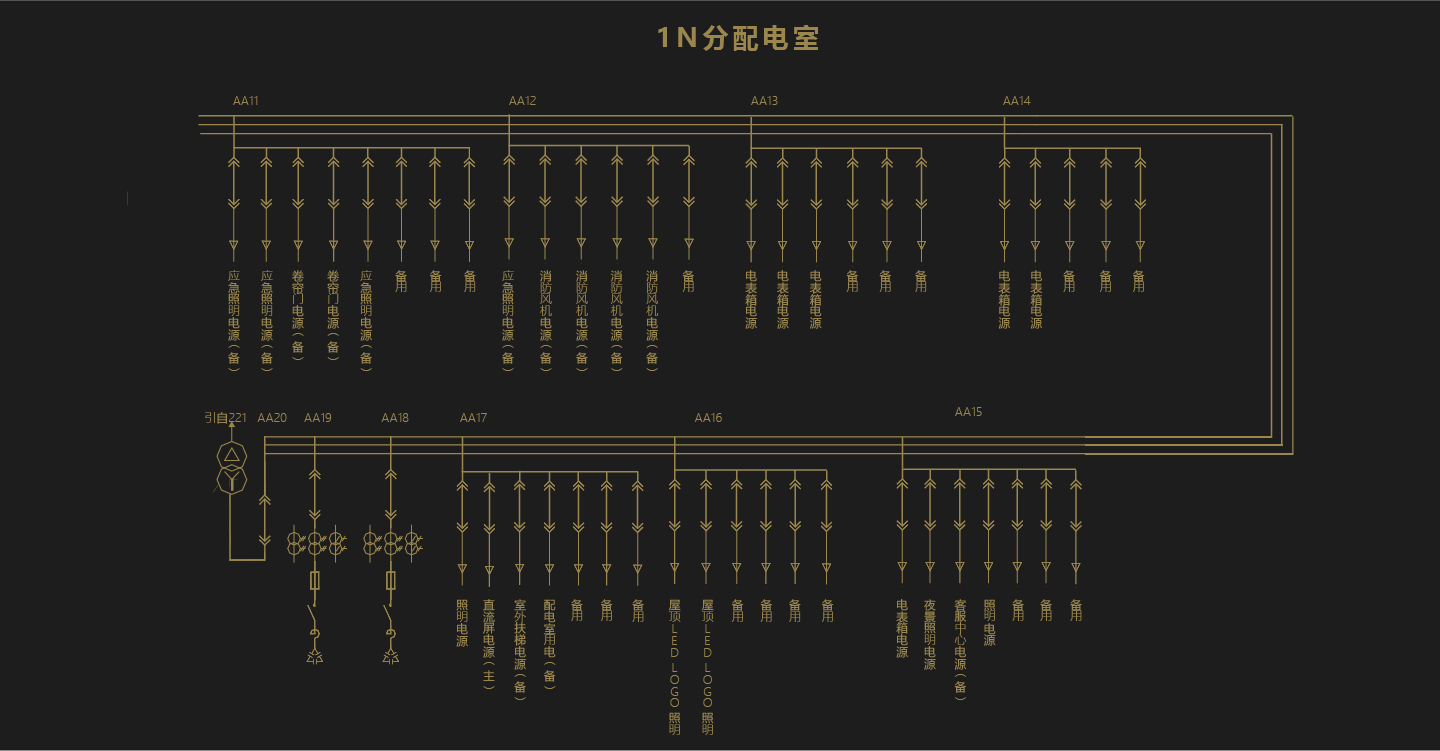 1N分配电室
AA11
AA12
AA13
AA14
应急照明电源（备）
应急照明电源（备）
卷帘门电源（备）
卷帘门电源（备）
应急照明电源（备）
备用
备用
备用
应急照明电源（备）
消防风机电源（备）
消防风机电源（备）
消防风机电源（备）
消防风机电源（备）
备用
电表箱电源
电表箱电源
电表箱电源
备用
备用
备用
电表箱电源
电表箱电源
备用
备用
备用
引自221
AA20
AA19
AA18
AA17
AA16
AA15
照明电源
直流屏电源（主）
室外扶梯电源（备）
配电室用电（备）
备用
备用
备用
屋顶LED LOGO照明
屋顶LED LOGO照明
备用
备用
备用
备用
电表箱电源
夜景照明电源
客服中心电源（备）
照明电源
备用
备用
备用